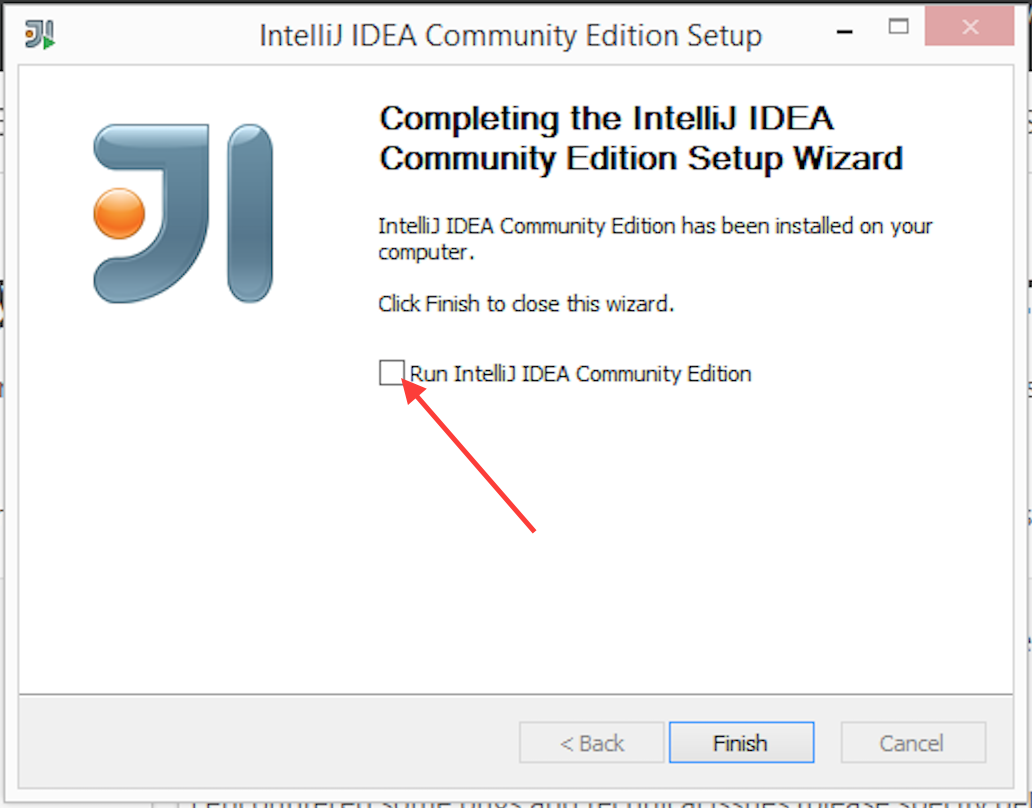 IntelliJ IDEA Community Edition Setup
Completing the IntelliJ IDEA
Community Edition Setup Wizard
IntelliJ IDEA Community Edition has been installed on your
computer.
Click Finish to close this wizard.
Run IntelliJ IDEA Community Edition
< Back
Finish
Cancel